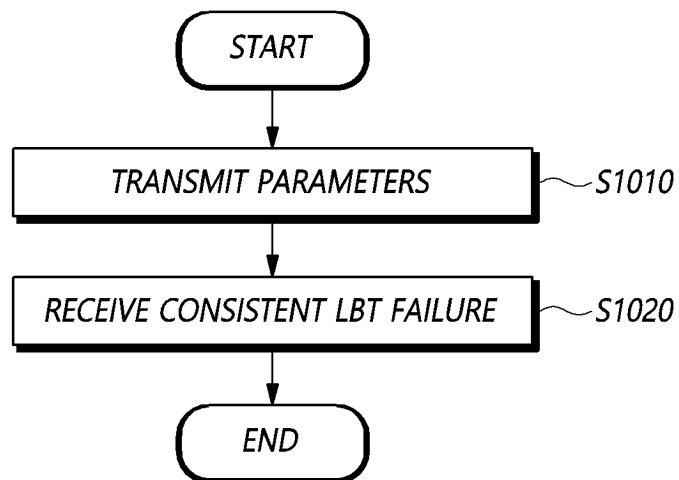 START
TRANSMIT PARAMETERS
S1010
RECEIVE CONSISTENT LBT FAILURE
S1020
END